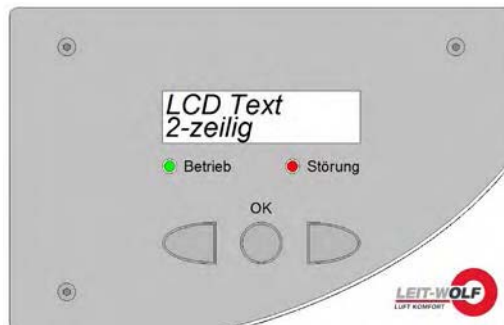 LCD Text
2-zeilig
Betrieb
Störung
OK
LEIT-WOLF
LUFT KOMFORT